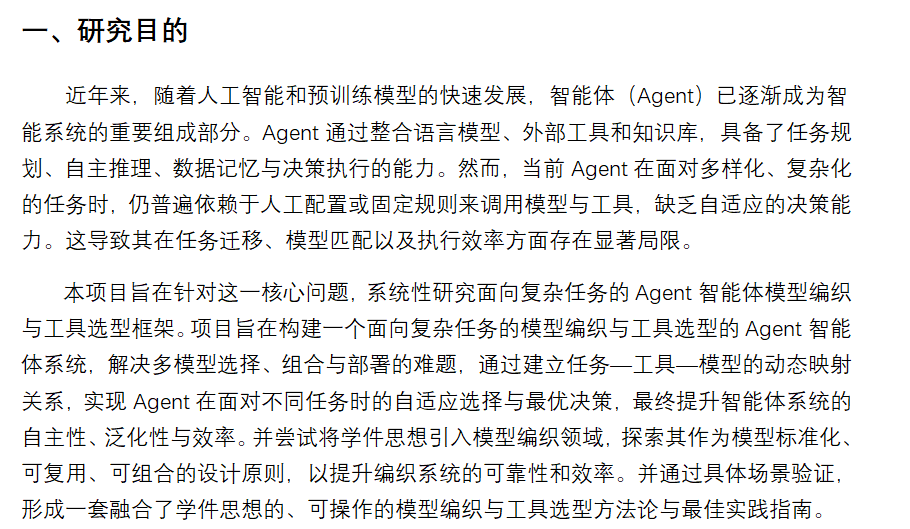 一、研究目的
近年来，随着人工智能和预训练模型的快速发展，智能体（Agent）已逐渐成为智
能系统的重要组成部分。Agent 通过整合语言模型、外部工具和知识库，具备了任务规
划、自主推理、数据记忆与决策执行的能力。然而，当前 Agent 在面对多样化、复杂化
的任务时，仍普遍依赖于人工配置或固定规则来调用模型与工具，缺乏自适应的决策能
力。这导致其在任务迁移、模型匹配以及执行效率方面存在显著局限。
本项目旨在针对这一核心问题，系统性研究面向复杂任务的 Agent 智能体模型编织
与工具选型框架。项目旨在构建一个面向复杂任务的模型编织与工具选型的 Agent 智能
体系统，解决多模型选择、组合与部署的难题，通过建立任务—工具—模型的动态映射
关系，实现 Agent 在面对不同任务时的自适应选择与最优决策，最终提升智能体系统的
自主性、泛化性与效率。并尝试将学件思想引入模型编织领域，探索其作为模型标准化、
可复用、可组合的设计原则，以提升编织系统的可靠性和效率。并通过具体场景验证，
形成一套融合了学件思想的、可操作的模型编织与工具选型方法论与最佳实践指南。